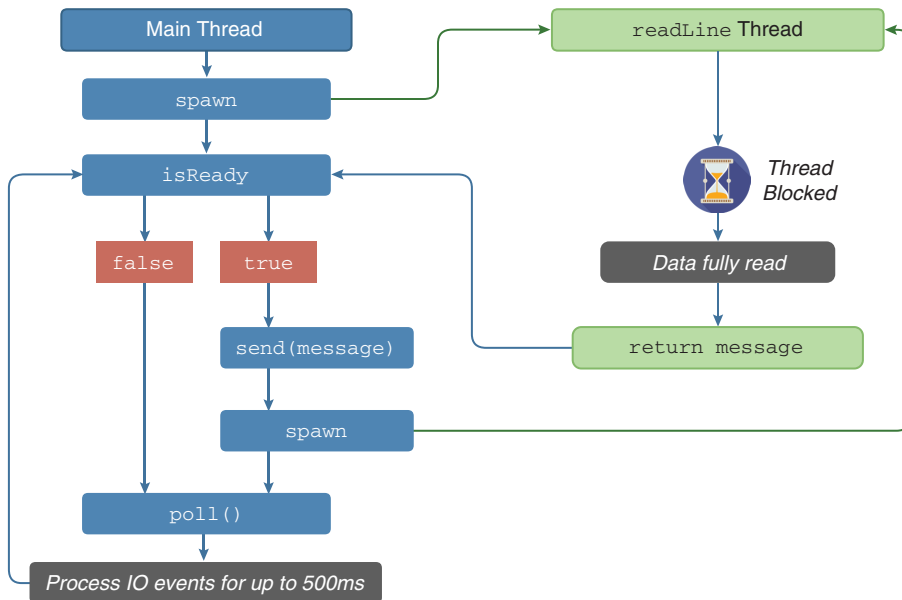 Main Thread
readLine Thread
spawn
isReady
Thread
Blocked
false
true
Data fully read
send(message)
return message
spawn
poll()
Process IO events for up to 500ms